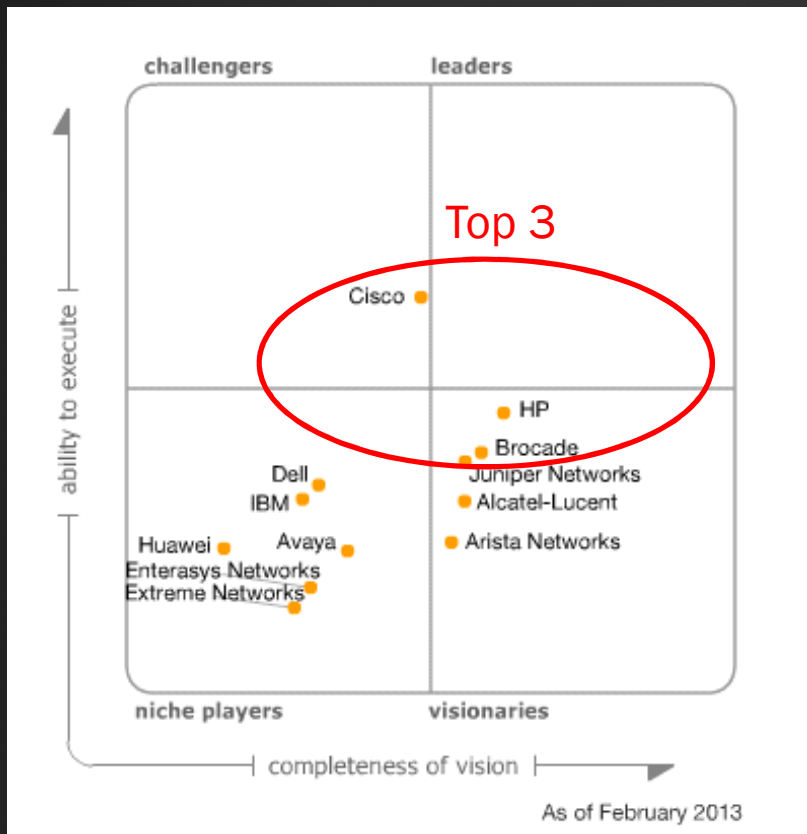 challengers
leaders
Top 3
Cisco
ability to execute
HP
Brocade
Juniper Networks
Dell
IBM
Alcatel-Lucent
Huawei
Avaya
Arista Networks
Enterasys Networks
Extreme Networks
niche players
visionaries
completeness of vision
As of February 2013